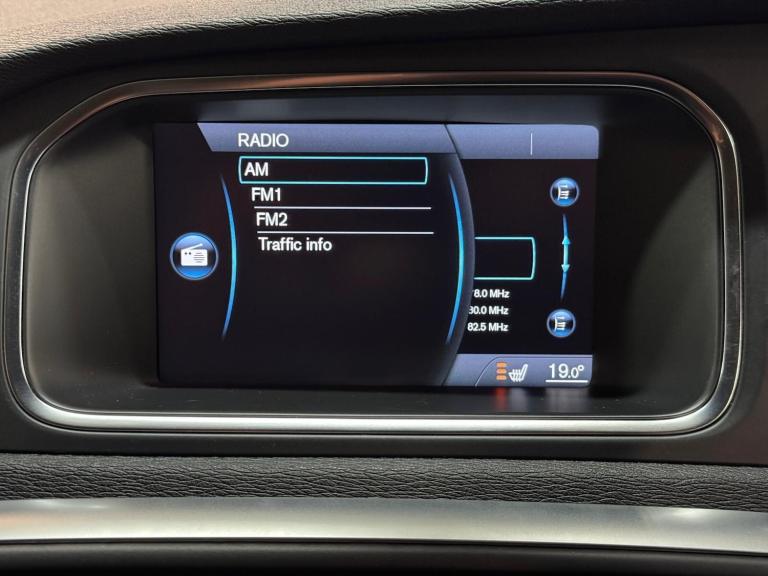 RADIO
AM
FM1
FM2
Traffic info
8.0 MHz
30.0 MHz
82.5 MHz
19.0°